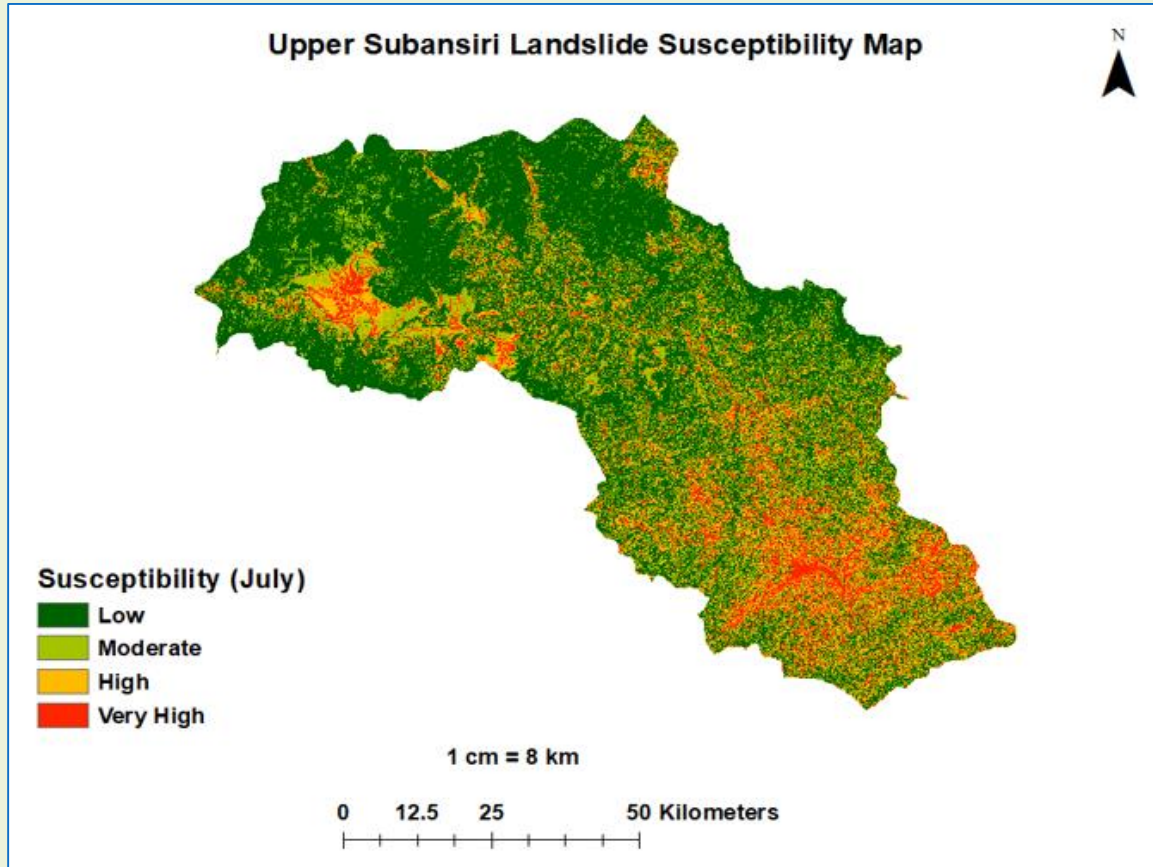 Upper Subansiri Landslide Susceptibility Map
N
Susceptibility (July)
Low
Moderate
High
Very High
1 cm = 8 km
0 12.5 25 50 Kilometers